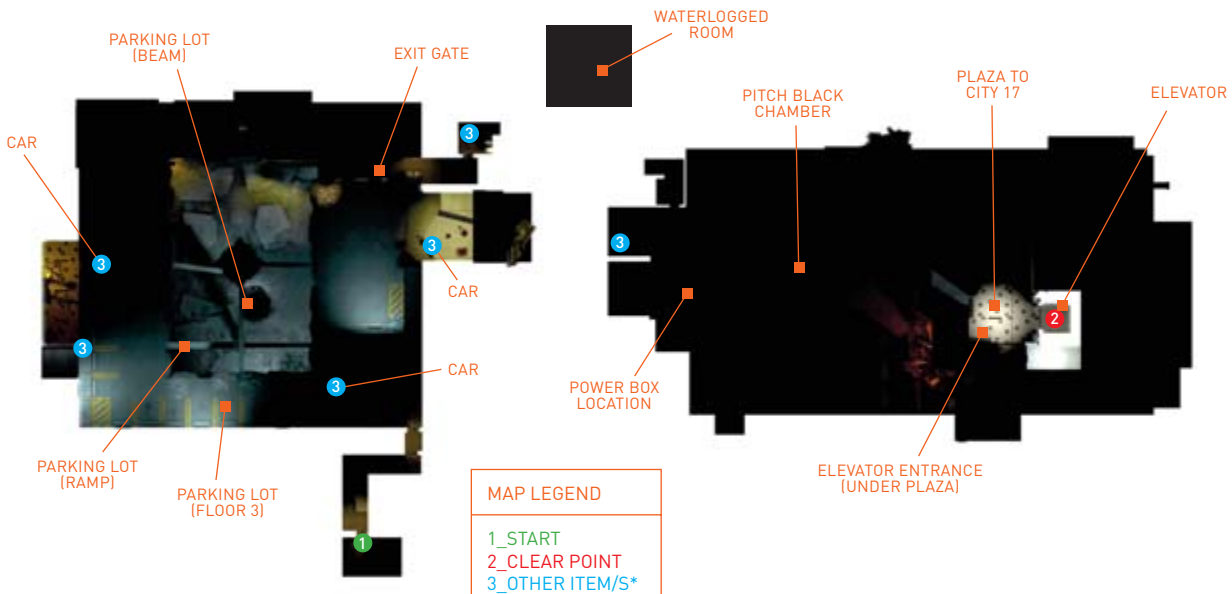 WATERLOGGED
ROOM
PARKING LOT
(BEAM)
EXIT GATE
PLAZA TO
CITY 17
ELEVATOR
PITCH BLACK
CHAMBER
CAR
3
3
3
3
CAR
3
2
3
CAR
POWER BOX
LOCATION
PARKING LOT
(RAMP)
PARKING LOT
(FLOOR 3)
ELEVATOR ENTRANCE
(UNDER PLAZA)
1
MAP LEGEND
1_START
2_CLEAR POINT
3_OTHER ITEM/S*